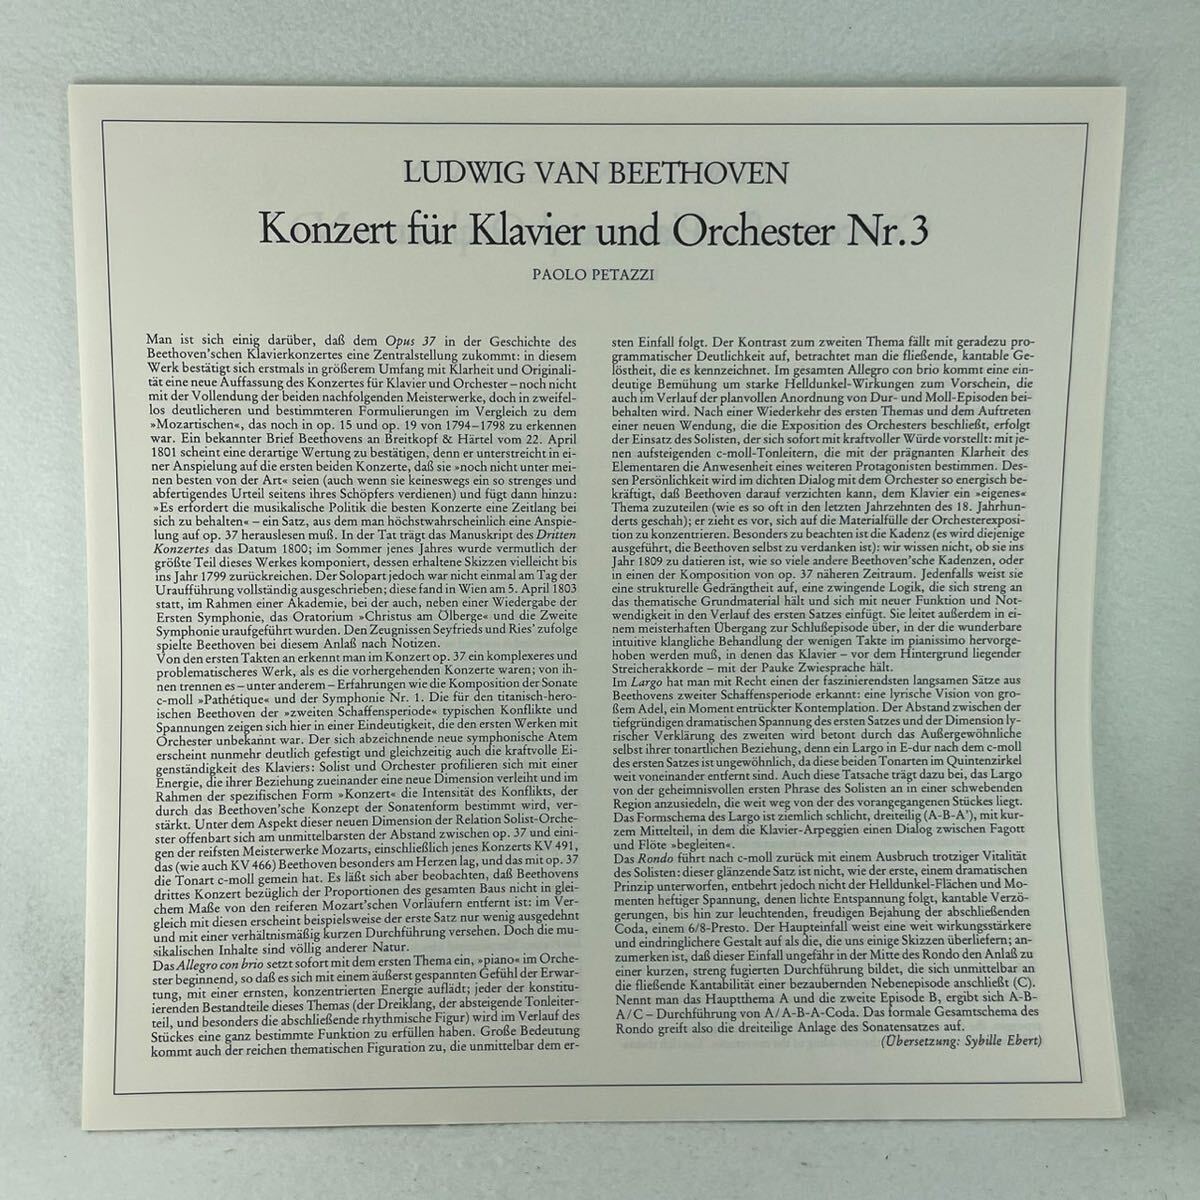 LUDWIG VAN BEETHOVEN
Konzert für Klavier und Orchester Nr. 3
PAOLO PETAZZI
Man ist sich einig darüber, daß dem Opus 37 in der Geschichte des
Beethoven'schen Klavierkonzertes eine Zentralstellung zukommt: in diesem
Werk bestätigt sich erstmals in größerem Umfang mit Klarheit und Originali-
tät eine neue Auffassung des Konzertes für Klavier und Orchester – noch nicht
mit der Vollendung der beiden nachfolgenden Meisterwerke, doch in zweifel-
los deutlicheren und bestimmteren Formulierungen im Vergleich zu dem
»Mozartischen«, das noch in op. 15 und op. 19 von 1794–1798 zu erkennen
war. Ein bekannter Brief Beethovens an Breitkopf & Härtel vom 22. April
1801 scheint eine derartige Wertung zu bestätigen, denn er unterstreicht in ei-
ner Anspielung auf die ersten beiden Konzerte, daß sie »noch nicht unter mei-
nen besten von der Art« seien (auch wenn sie keineswegs ein so strenges und
abfertigendes Urteil seitens ihres Schöpfers verdienen) und fügt dann hinzu:
»Es erfordert die musikalische Politik die besten Konzerte eine Zeitlang bei
sich zu behalten« – ein Satz, aus dem man höchstwahrscheinlich eine Anspie-
lung auf op. 37 herauslesen muß. In der Tat trägt das Manuskript des Dritten
Konzertes das Datum 1800; im Sommer jenes Jahres wurde vermutlich der
größte Teil dieses Werkes komponiert, dessen erhaltene Skizzen vielleicht bis
ins Jahr 1799 zurückreichen. Der Solopart jedoch war nicht einmal am Tag der
Uraufführung vollständig ausgeschrieben; diese fand in Wien am 5. April 1803
statt, im Rahmen einer Akademie, bei der auch, neben einer Wiedergabe der
Ersten Symphonie, das Oratorium »Christus am Ölberge« und die Zweite
Symphonie uraufgeführt wurden. Den Zeugnissen Seyfrieds und Ries' zufolge
spielte Beethoven bei diesem Anlaß nach Notizen.
Von den ersten Takten an erkennt man im Konzert op. 37 ein komplexeres und
problematischeres Werk, als es die vorhergehenden Konzerte waren; von ih-
nen trennen es – unter anderem – Erfahrungen wie die Komposition der Sonate
c-moll »Pathétique« und der Symphonie Nr. 1. Die für den titanisch-hero-
ischen Beethoven der »zweiten Schaffensperiode« typischen Konflikte und
Spannungen zeigen sich hier in einer Eindeutigkeit, die den ersten Werken mit
Orchester unbekannt war. Der sich abzeichnende neue symphonische Atem
erscheint nunmehr deutlich gefestigt und gleichzeitig auch die kraftvolle Ei-
genständigkeit des Klaviers: Solist und Orchester profilieren sich mit einer
Energie, die ihrer Beziehung zueinander eine neue Dimension verleiht und im
Rahmen der spezifischen Form »Konzert« die Intensität des Konflikts, der
durch das Beethoven'sche Konzept der Sonatenform bestimmt wird, ver-
stärkt. Unter dem Aspekt dieser neuen Dimension der Relation Solist-Orche-
ster offenbart sich am unmittelbarsten der Abstand zwischen op. 37 und eini-
gen der reifsten Meisterwerke Mozarts, einschließlich jenes Konzerts KV 491,
das (wie auch KV 466) Beethoven besonders am Herzen lag, und das mit op. 37
die Tonart c-moll gemein hat. Es läßt sich aber beobachten, daß Beethovens
drittes Konzert bezüglich der Proportionen des gesamten Baus nicht in glei-
chem Maße von den reiferen Mozart'schen Vorläufern entfernt ist: im Ver-
gleich mit diesen erscheint beispielsweise der erste Satz nur wenig ausgedehnt
und mit einer verhältnismäßig kurzen Durchführung versehen. Doch die mu-
sikalischen Inhalte sind völlig anderer Natur.
Das Allegro con brio setzt sofort mit dem ersten Thema ein, »piano« im Orche-
ster beginnend, so daß es sich mit einem äußerst gespannten Gefühl der Erwar-
tung, mit einer ernsten, konzentrierten Energie auflädt; jeder der konstitu-
ierenden Bestandteile dieses Themas (der Dreiklang, der absteigende Tonleiter-
teil, und besonders die abschließende rhythmische Figur) wird im Verlauf des
Stückes eine ganz bestimmte Funktion zu erfüllen haben. Große Bedeutung
kommt auch der reichen thematischen Figuration zu, die unmittelbar dem er-
sten Einfall folgt. Der Kontrast zum zweiten Thema fällt mit geradezu pro-
grammatischer Deutlichkeit auf, betrachtet man die fließende, kantable Ge-
löstheit, die es kennzeichnet. Im gesamten Allegro con brio kommt eine ein-
deutige Bemühung um starke Helldunkel-Wirkungen zum Vorschein, die
auch im Verlauf der planvollen Anordnung von Dur- und Moll-Episoden bei-
behalten wird. Nach einer Wiederkehr des ersten Themas und dem Auftreten
einer neuen Wendung, die die Exposition des Orchesters beschließt, erfolgt
der Einsatz des Solisten, der sich sofort mit kraftvoller Würde vorstellt: mit je-
nen aufsteigenden c-moll-Tonleitern, die mit der prägnanten Klarheit des
Elementaren die Anwesenheit eines weiteren Protagonisten bestimmen. Des-
sen Persönlichkeit wird im dichten Dialog mit dem Orchester so energisch be-
kräftigt, daß Beethoven darauf verzichten kann, dem Klavier ein »eigenes«
Thema zuzuteilen (wie es so oft in den letzten Jahrzehnten des 18. Jahrhun-
derts geschah); er zieht es vor, sich auf die Materialfülle der Orchesterexposi-
tion zu konzentrieren. Besonders zu beachten ist die Kadenz (es wird diejenige
ausgeführt, die Beethoven selbst zu verdanken ist): wir wissen nicht, ob sie ins
Jahr 1809 zu datieren ist, wie so viele andere Beethoven'sche Kadenzen, oder
in einen der Komposition von op. 37 näheren Zeitraum. Jedenfalls weist sie
eine strukturelle Gedrängtheit auf, eine zwingende Logik, die sich streng an
das thematische Grundmaterial hält und sich mit neuer Funktion und Not-
wendigkeit in den Verlauf des ersten Satzes einfügt. Sie leitet außerdem in ei-
nem meisterhaften Übergang zur Schlußepisode über, in der die wunderbare
intuitive klangliche Behandlung der wenigen Takte im pianissimo hervorge-
hoben werden muß, in denen das Klavier – vor dem Hintergrund liegender
Streicherakkorde – mit der Pauke Zwiesprache hält.
Im Largo hat man mit Recht einen der faszinierendsten langsamen Sätze aus
Beethovens zweiter Schaffensperiode erkannt: eine lyrische Vision von gro-
ßem Adel, ein Moment entrückter Kontemplation. Der Abstand zwischen der
tiefgründigen dramatischen Spannung des ersten Satzes und der Dimension ly-
rischer Verklärung des zweiten wird betont durch das Außergewöhnliche
selbst ihrer tonartlichen Beziehung, denn ein Largo in E-dur nach dem c-moll
des ersten Satzes ist ungewöhnlich, da diese beiden Tonarten im Quintenzirkel
weit voneinander entfernt sind. Auch diese Tatsache trägt dazu bei, das Largo
von der geheimnisvollen ersten Phrase des Solisten an in einer schwebenden
Region anzusiedeln, die weit weg von der des vorangegangenen Stückes liegt.
Das Formschema des Largo ist ziemlich schlicht, dreiteilig (A-B-A'), mit kur-
zem Mittelteil, in dem die Klavier-Arpeggien einen Dialog zwischen Fagott
und Flöte »begleiten«.
Das Rondo führt nach c-moll zurück mit einem Ausbruch trotziger Vitalität
des Solisten: dieser glänzende Satz ist nicht, wie der erste, einem dramatischen
Prinzip unterworfen, entbehrt jedoch nicht der Helldunkel-Flächen und Mo-
menten heftiger Spannung, denen lichte Entspannung folgt, kantable Verzö-
gerungen, bis hin zur leuchtenden, freudigen Bejahung der abschließenden
Coda, einem 6/8-Presto. Der Haupteinfall weist eine weit wirkungsstärkere
und eindringlichere Gestalt auf als die, die uns einige Skizzen überliefern; an-
zumerken ist, daß dieser Einfall ungefähr in der Mitte des Rondo den Anlaß zu
einer kurzen, streng fugierten Durchführung bildet, die sich unmittelbar an
die fließende Kantabilität einer bezaubernden Nebenepisode anschließt (C).
Nennt man das Hauptthema A und die zweite Episode B, ergibt sich A-B-
A/C – Durchführung von A/A-B-A-Coda. Das formale Gesamtschema des
Rondo greift also die dreiteilige Anlage des Sonatensatzes auf.
(Übersetzung: Sybille Ebert)